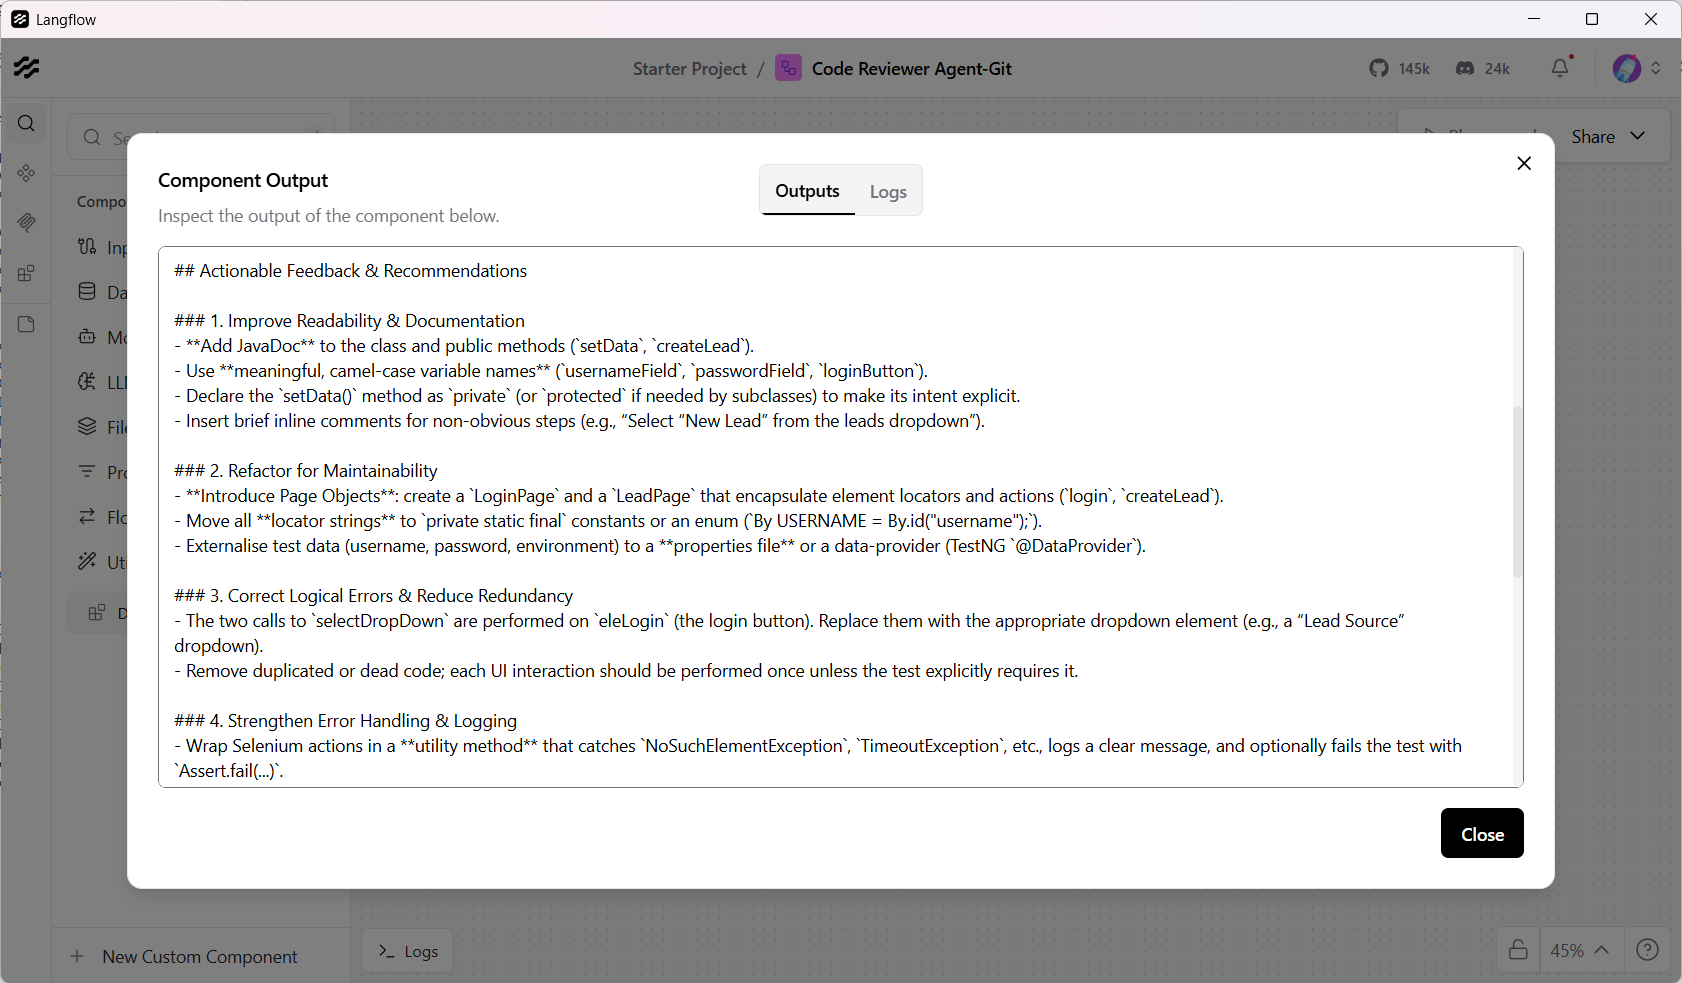 Langflow
Starter Project / Code Reviewer Agent-Git
145k
24k
Share
Compo
Inp
Da
Mo
LL
File
Pro
Flo
Uti
D
New Custom Component
Component Output
Inspect the output of the component below.
Outputs
Logs
## Actionable Feedback & Recommendations
### 1. Improve Readability & Documentation
- **Add JavaDoc** to the class and public methods (`setData`, `createLead`).
- Use **meaningful, camel-case variable names** (`usernameField`, `passwordField`, `loginButton`).
- Declare the `setData()` method as `private` (or `protected` if needed by subclasses) to make its intent explicit.
- Insert brief inline comments for non-obvious steps (e.g., “Select “New Lead” from the leads dropdown”).
### 2. Refactor for Maintainability
- **Introduce Page Objects**: create a `LoginPage` and a `LeadPage` that encapsulate element locators and actions (`login`, `createLead`).
- Move all **locator strings** to `private static final` constants or an enum (`By USERNAME = By.id("username");`).
- Externalise test data (username, password, environment) to a **properties file** or a data-provider (TestNG `@DataProvider`).
### 3. Correct Logical Errors & Reduce Redundancy
- The two calls to `selectDropDown` are performed on `eleLogin` (the login button). Replace them with the appropriate dropdown element (e.g., a “Lead Source”
dropdown).
- Remove duplicated or dead code; each UI interaction should be performed once unless the test explicitly requires it.
### 4. Strengthen Error Handling & Logging
- Wrap Selenium actions in a **utility method** that catches `NoSuchElementException`, `TimeoutException`, etc., logs a clear message, and optionally fails the test with
`Assert.fail(...)`.
Close
Logs
45%